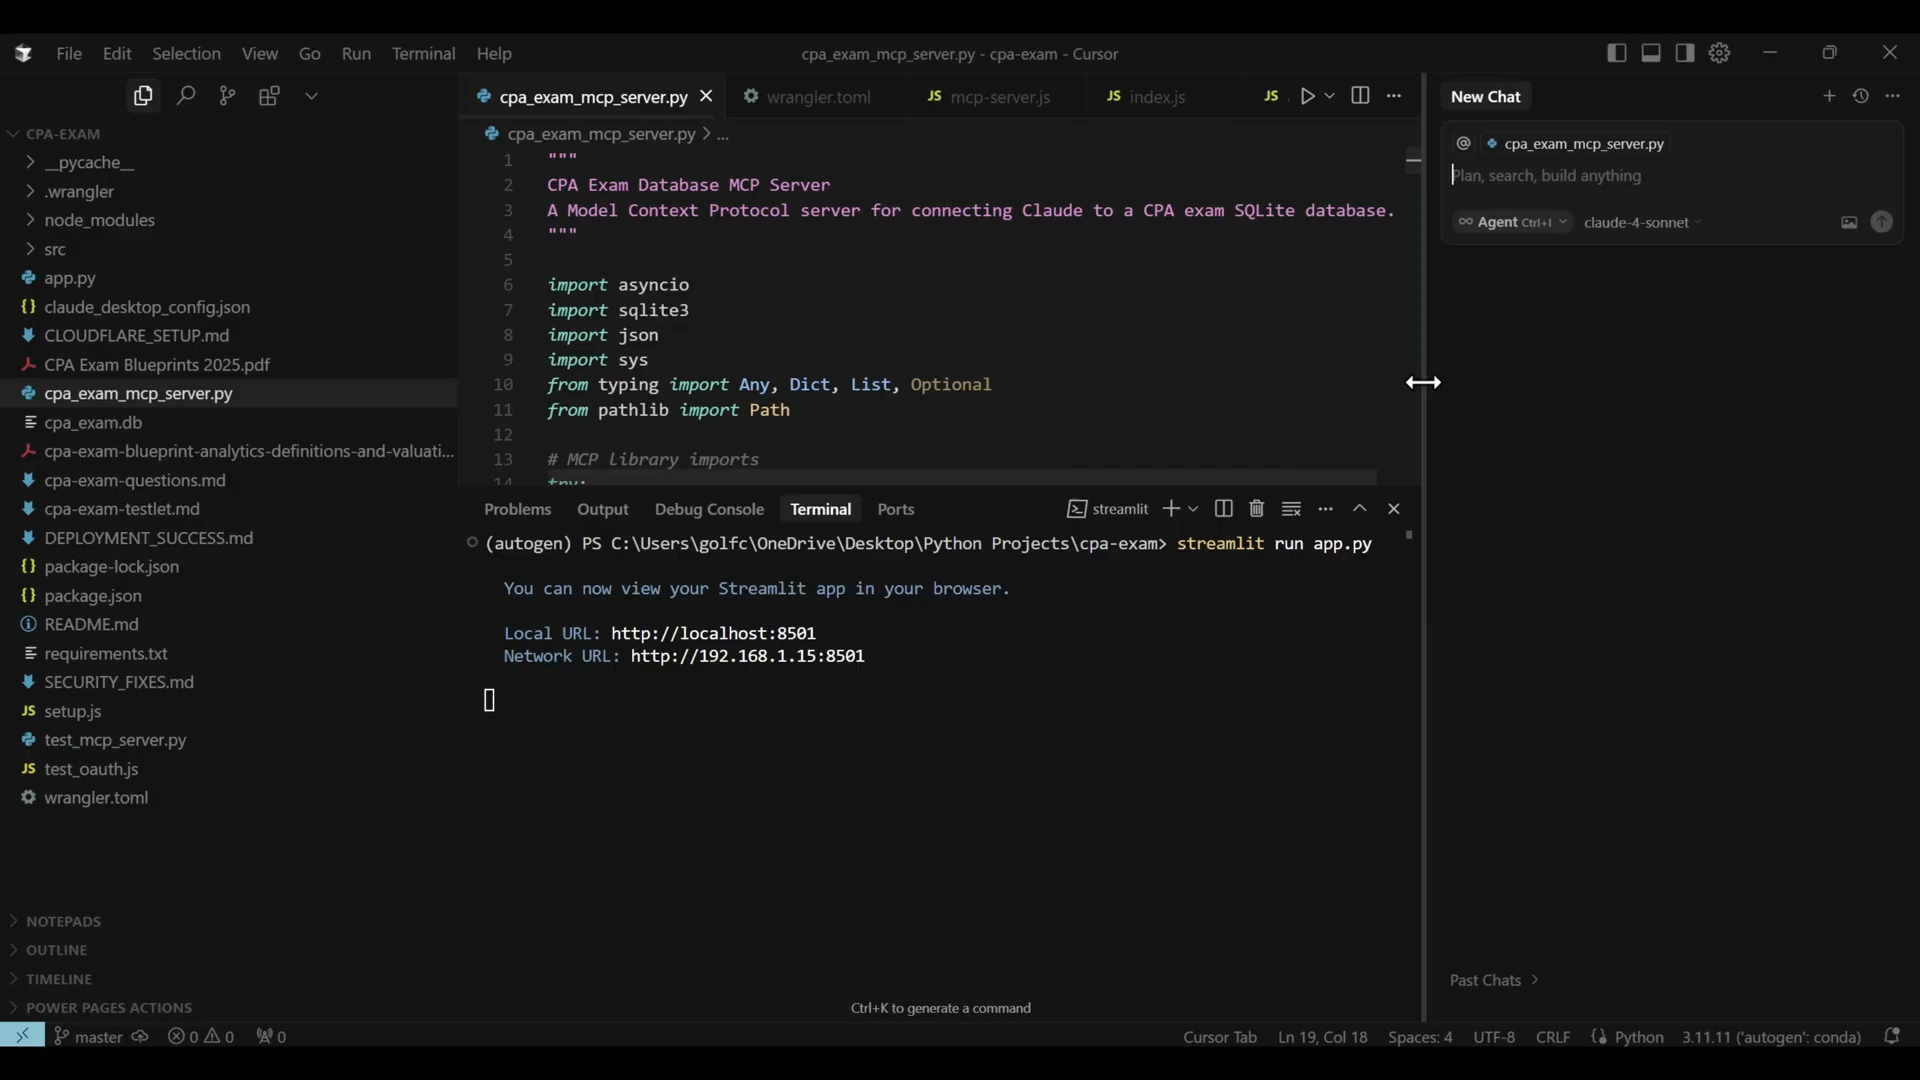 File Edit Selection View Go Run Terminal Help
cpa_exam_mcp_server.py - cpa-exam - Cursor
CPA-EXAM
__pycache__
.wrangler
node_modules
src
app.py
{} claude_desktop_config.json
CLOUDFLARE_SETUP.md
CPA Exam Blueprints 2025.pdf
cpa_exam_mcp_server.py
cpa_exam.db
cpa-exam-blueprint-analytics-definitions-and-valuati...
cpa-exam-questions.md
cpa-exam-testlet.md
DEPLOYMENT_SUCCESS.md
{} package-lock.json
{} package.json
README.md
requirements.txt
SECURITY_FIXES.md
JS setup.js
test_mcp_server.py
JS test_oauth.js
wrangler.toml
NOTEPADS
OUTLINE
TIMELINE
POWER PAGES ACTIONS
cpa_exam_mcp_server.py wrangler.toml JS mcp-server.js JS index.js JS
cpa_exam_mcp_server.py > ...
1 """
2 CPA Exam Database MCP Server
3 A Model Context Protocol server for connecting Claude to a CPA exam SQLite database.
4 """
5
6 import asyncio
7 import sqlite3
8 import json
9 import sys
10 from typing import Any, Dict, List, Optional
11 from pathlib import Path
12
13 # MCP library imports
14 try:
Problems Output Debug Console Terminal Ports
streamlit
(autogen) PS C:\Users\golfc\OneDrive\Desktop\Python Projects\cpa-exam> streamlit run app.py
You can now view your Streamlit app in your browser.
Local URL: http://localhost:8501
Network URL: http://192.168.1.15:8501
Ctrl+K to generate a command
New Chat
@ cpa_exam_mcp_server.py
Plan, search, build anything
Agent Ctrl+I claude-4-sonnet
Past Chats
master 0 0 0
Cursor Tab Ln 19, Col 18 Spaces: 4 UTF-8 CRLF Python 3.11.11 ('autogen': conda)